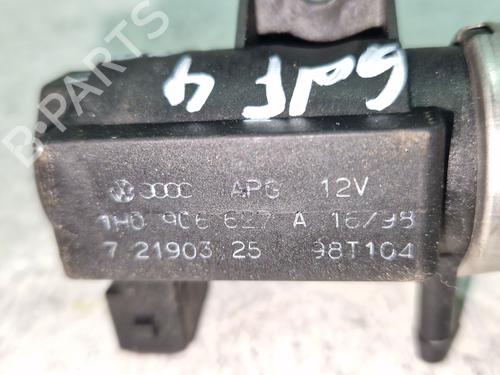 Golf 4
APG 12V
1H0 906 627 A 16/98
7 21903 25 98T104
B-PARTS